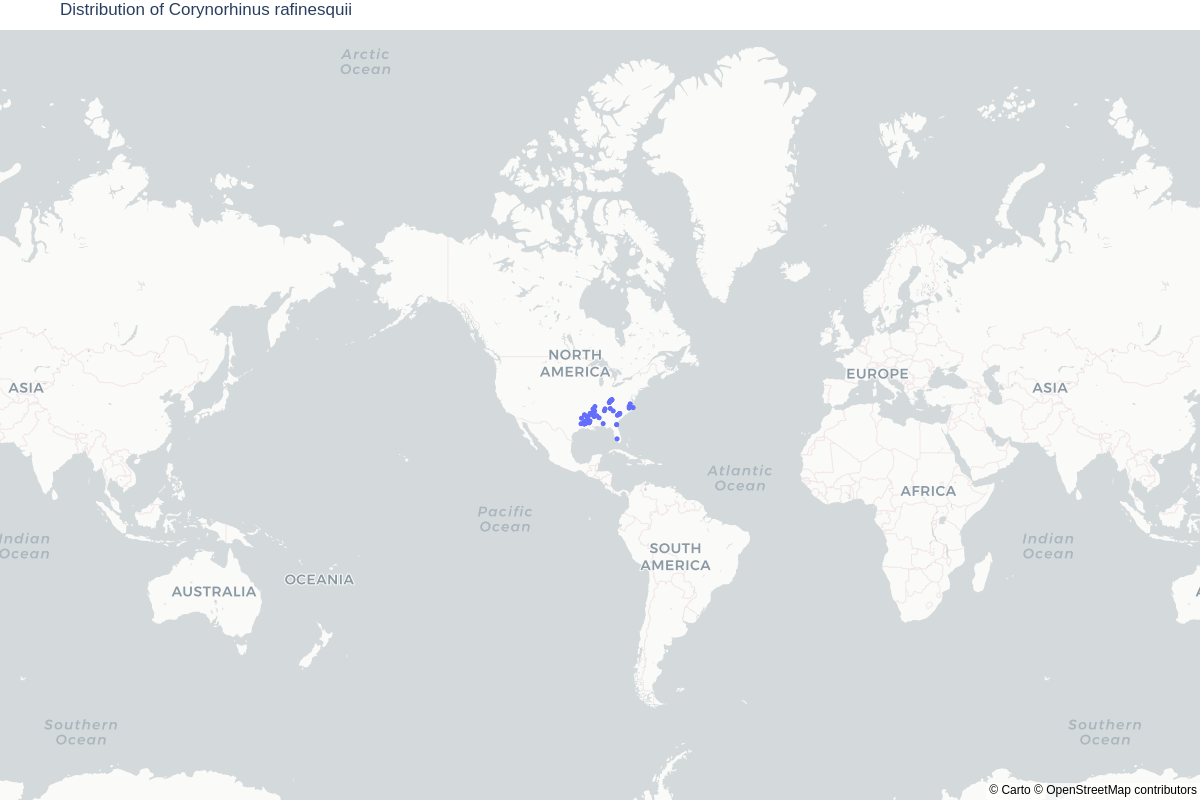 Distribution of Corynorhinus rafinesquii
Arctic
Ocean
NORTH
AMERICA
ASIA
EUROPE
ASIA
Atlantic
Ocean
AFRICA
Pacific
Ocean
Indian
Ocean
Indian
Ocean
SOUTH
AMERICA
OCEANIA
AUSTRALIA
A
Southern
Ocean
Southern
Ocean
© Carto © OpenStreetMap contributors